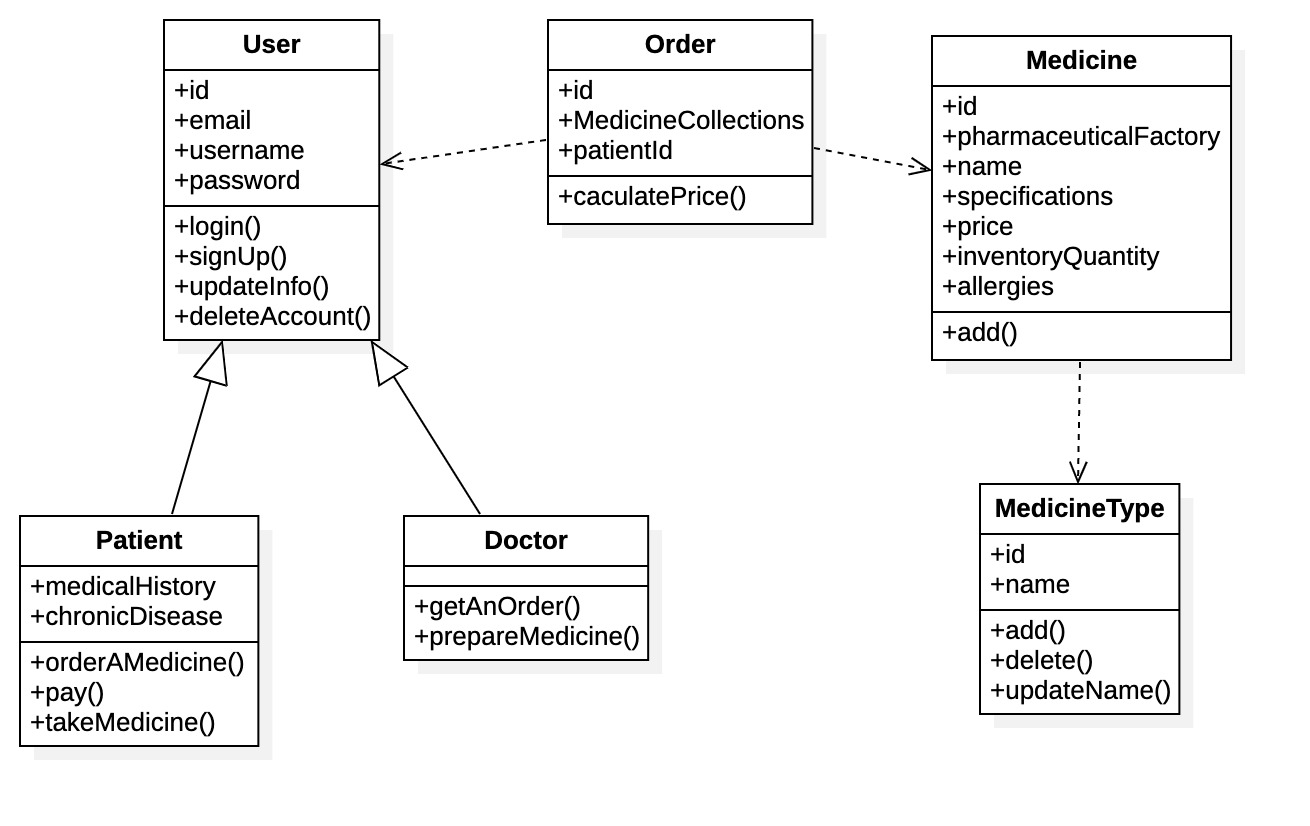 User
+id
+email
+username
+password
+login()
+signUp()
+updateInfo()
+deleteAccount()
Order
+id
+MedicineCollections
+patientId
+caculatePrice()
Medicine
+id
+pharmaceuticalFactory
+name
+specifications
+price
+inventoryQuantity
+allergies
+add()
Patient
+medicalHistory
+chronicDisease
+orderAMedicine()
+pay()
+takeMedicine()
Doctor
+getAnOrder()
+prepareMedicine()
MedicineType
+id
+name
+add()
+delete()
+updateName()